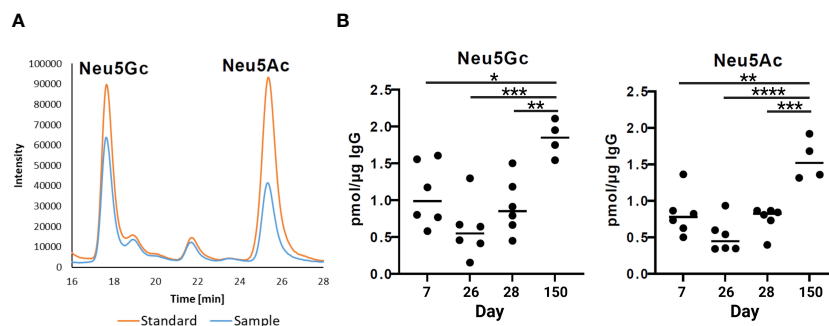 A
B
Neu5Gc
Neu5Ac
100000
90000
80000
70000
60000
50000
40000
30000
20000
10000
0
Intensity
16 18 20 22 24 26 28
Time [min]
Standard Sample
Neu5Gc
* 
***
**
2.5
2.0
1.5
1.0
0.5
0.0
pmol/µg IgG
7 26 28 150
Day
Neu5Ac
**
****
***
2.5
2.0
1.5
1.0
0.5
0.0
pmol/µg IgG
7 26 28 150
Day